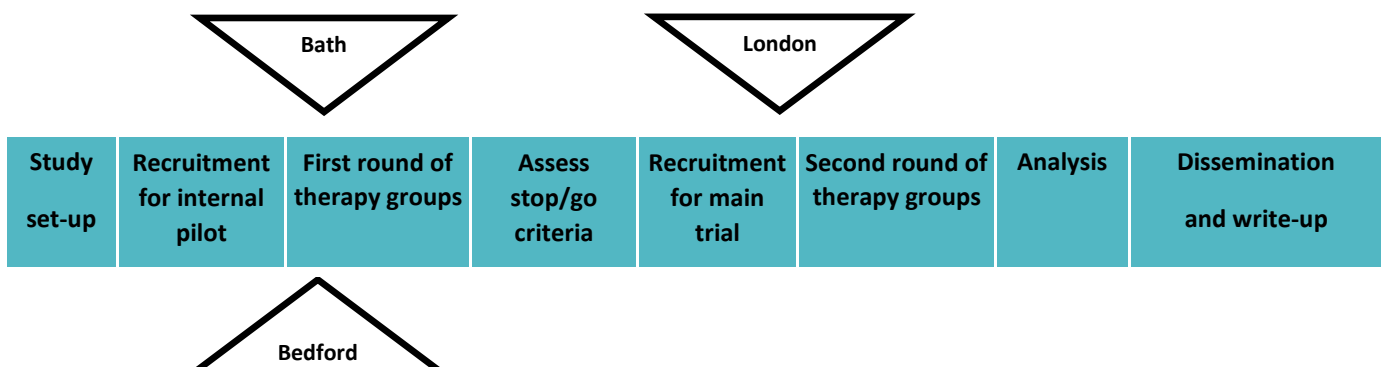 Bath
London
Study
set-up
Recruitment
for internal
pilot
First round of
therapy groups
Assess
stop/go
criteria
Recruitment
for main
trial
Second round of
therapy groups
Analysis
Dissemination
and write-up
Bedford